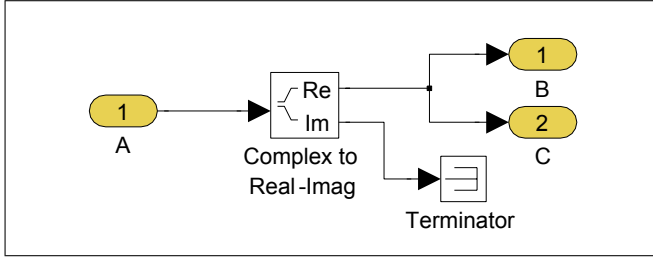 1
A
Re
Im
Complex to
Real-Imag
1
B
2
C
Terminator